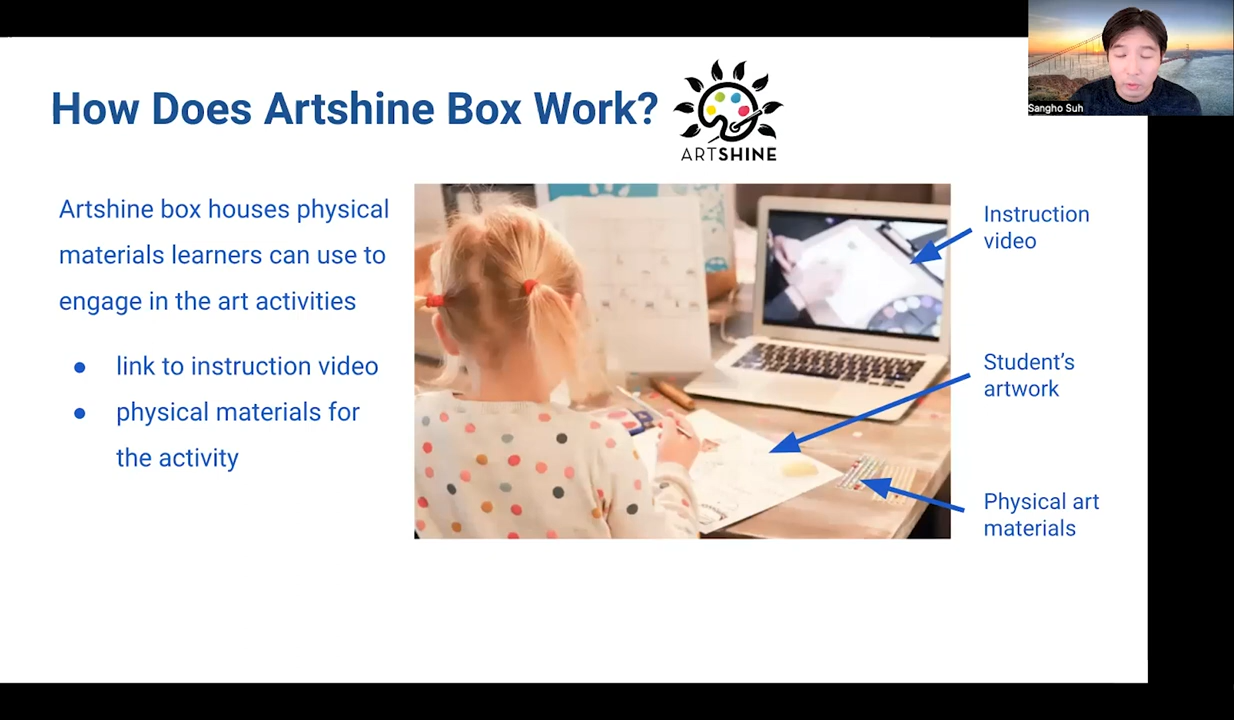 How Does Artshine Box Work?
ARTSHINE
Sangho Suh
Artshine box houses physical
materials learners can use to
engage in the art activities
● link to instruction video
● physical materials for
the activity
Instruction
video
Student's
artwork
Physical art
materials